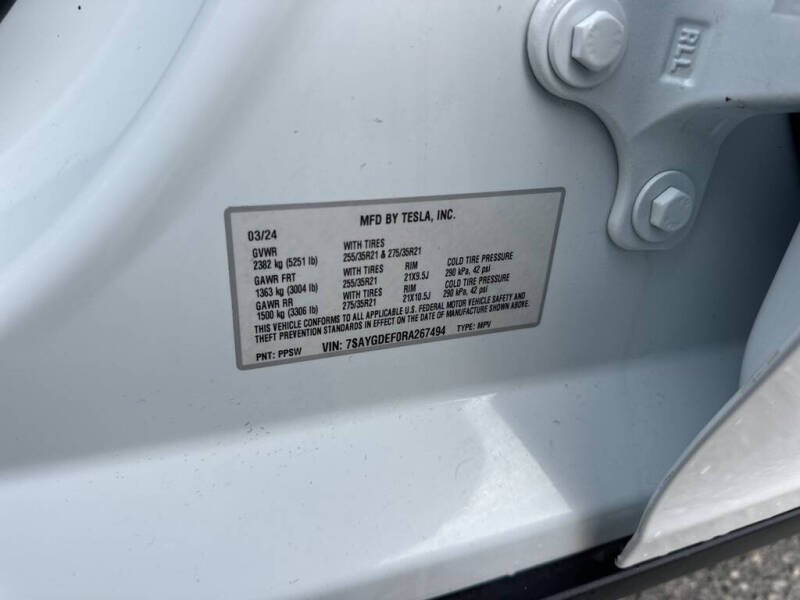 RLL
MFD BY TESLA, INC.
03/24
GVWR WITH TIRES
2382 kg (5251 lb) 255/35R21 & 275/35R21
GAWR FRT WITH TIRES RIM COLD TIRE PRESSURE
1363 kg (3004 lb) 255/35R21 21X9.5J 290 kPa, 42 psi
GAWR RR WITH TIRES RIM COLD TIRE PRESSURE
1500 kg (3306 lb) 275/35R21 21X10.5J 290 kPa, 42 psi
THIS VEHICLE CONFORMS TO ALL APPLICABLE U.S. FEDERAL MOTOR VEHICLE SAFETY AND
THEFT PREVENTION STANDARDS IN EFFECT ON THE DATE OF MANUFACTURE SHOWN ABOVE.
PNT: PPSW VIN: 7SAYGDEF0RA267494 TYPE: MPV